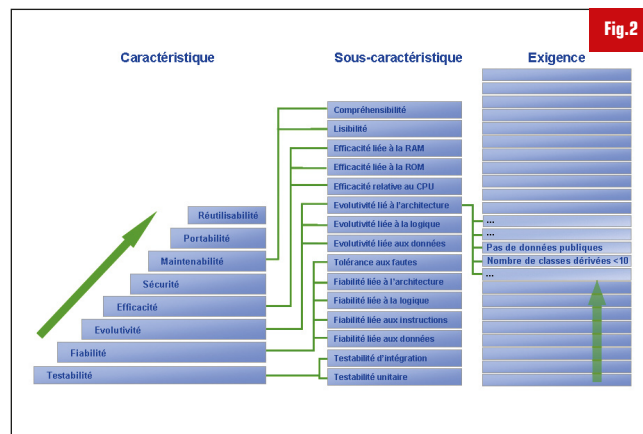 Fig.2
Caractéristique
Sous-caractéristique
Exigence
Compréhensibilité
Lisibilité
Efficacité liée à la RAM
Efficacité liée à la ROM
Efficacité relative au CPU
Evolutivité lié à l'architecture
Evolutivité liée à la logique
Evolutivité liée aux données
Tolérance aux fautes
Fiabilité liée à l'architecture
Fiabilité liée à la logique
Fiabilité liée aux instructions
Fiabilité liée aux données
Testabilité d'intégration
Testabilité unitaire
Réutilisabilité
Portabilité
Maintenabilité
Sécurité
Efficacité
Evolutivité
Fiabilité
Testabilité
...
...
Pas de données publiques
Nombre de classes dérivées <10
...